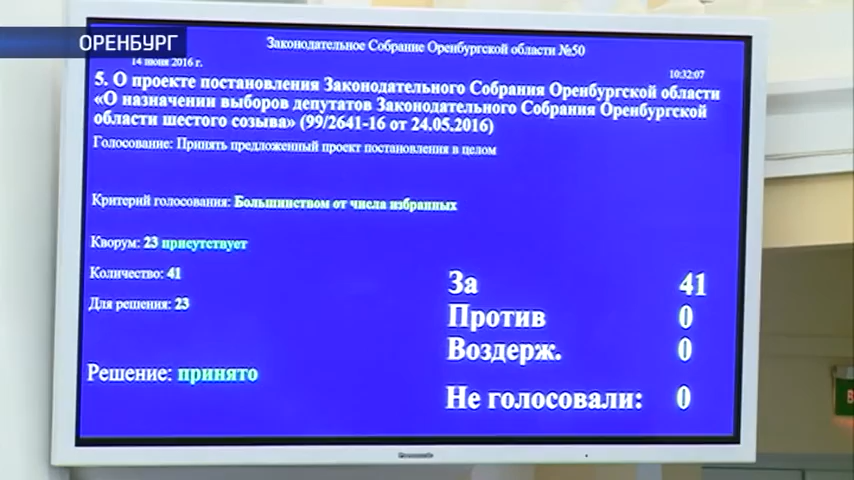 ОРЕНБУРГ
Законодательное Собрание Оренбургской области №50
14 июня 2016 г.
10:32:07
5. О проекте постановления Законодательного Собрания Оренбургской области
«О назначении выборов депутатов Законодательного Собрания Оренбургской
области шестого созыва» (99/2641-16 от 24.05.2016)
Голосование: Принять предложенный проект постановления в целом
Критерий голосования: Большинством от числа избранных
Кворум: 23 присутствует
Количество: 41
Для решения: 23
Решение: принято
За 41
Против 0
Воздерж. 0
Не голосовали: 0
Panasonic